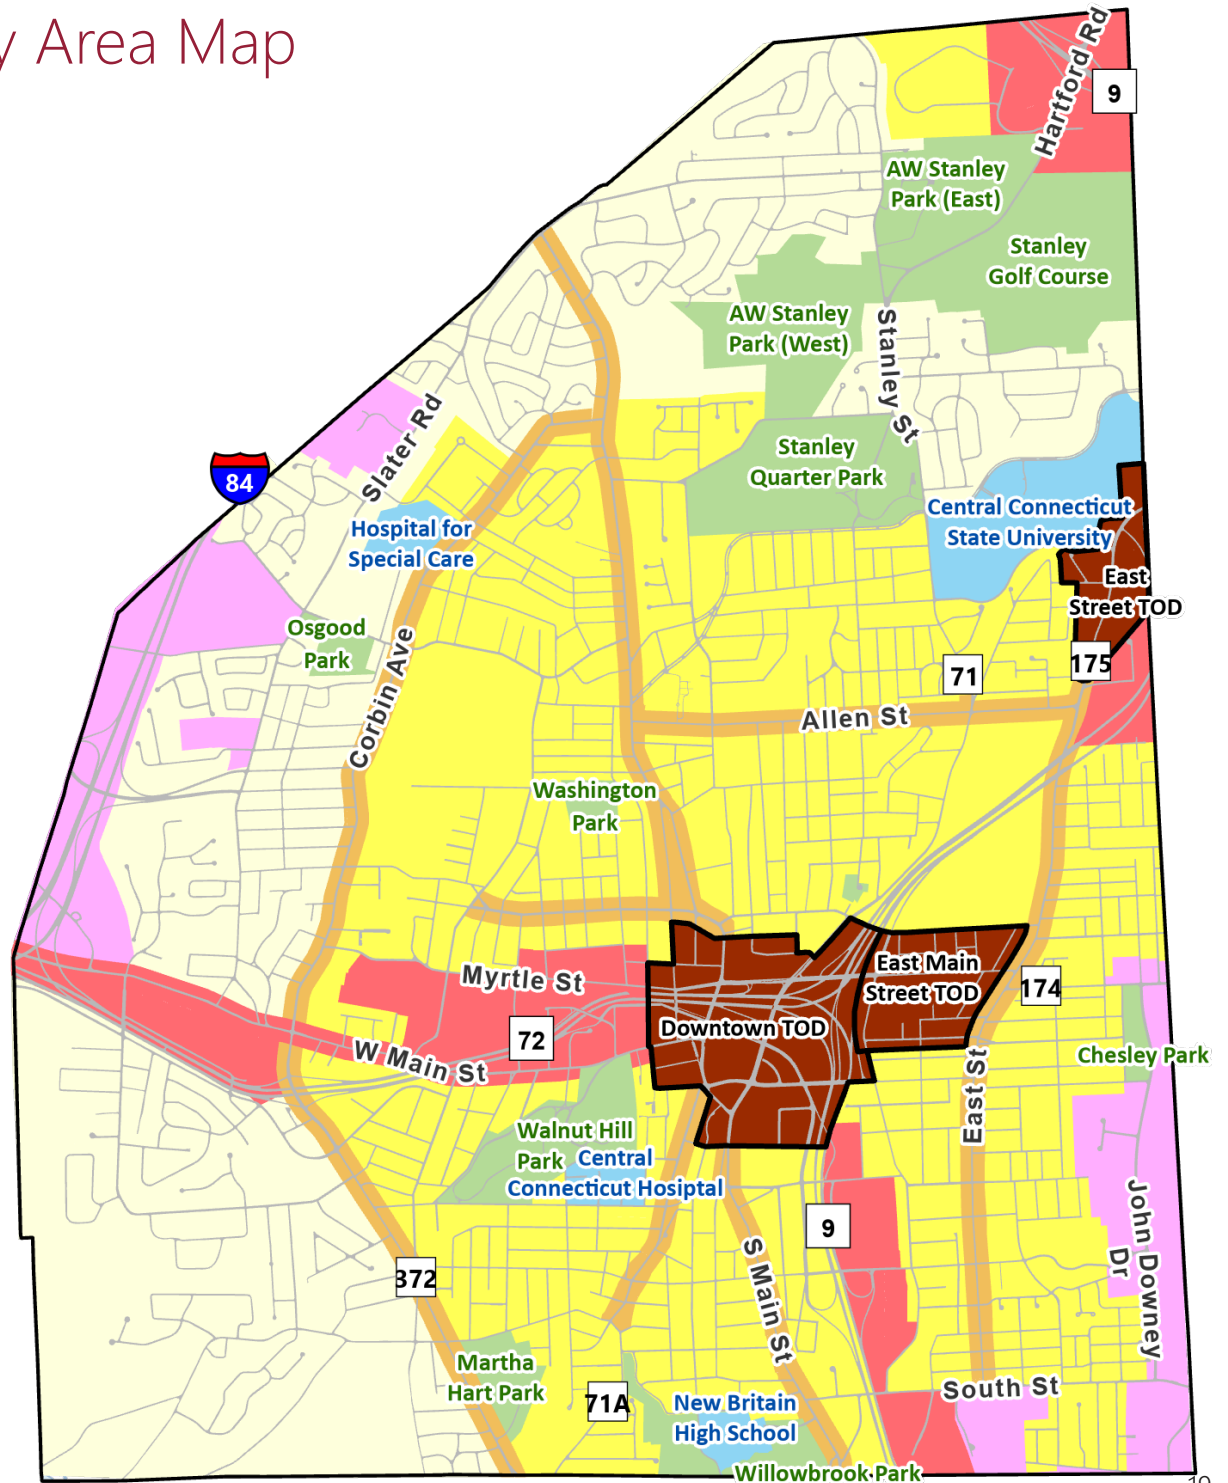 y Area Map
Hartford Rd
9
AW Stanley
Park (East)
Stanley
Golf Course
AW Stanley
Park (West)
Stanley St
Slater Rd
Stanley
Quarter Park
84
Hospital for
Special Care
Central Connecticut
State University
East
Street TOD
Osgood
Park
Corbin Ave
175
71
Allen St
Washington
Park
East Main
Street TOD
Myrtle St
174
72
Downtown TOD
W Main St
Chesley Park
East St
Walnut Hill
Park
Central
Connecticut Hosiptal
John Downey
Dr
9
S Main St
372
Martha
Hart Park
71A
New Britain
High School
South St
Willowbrook Park